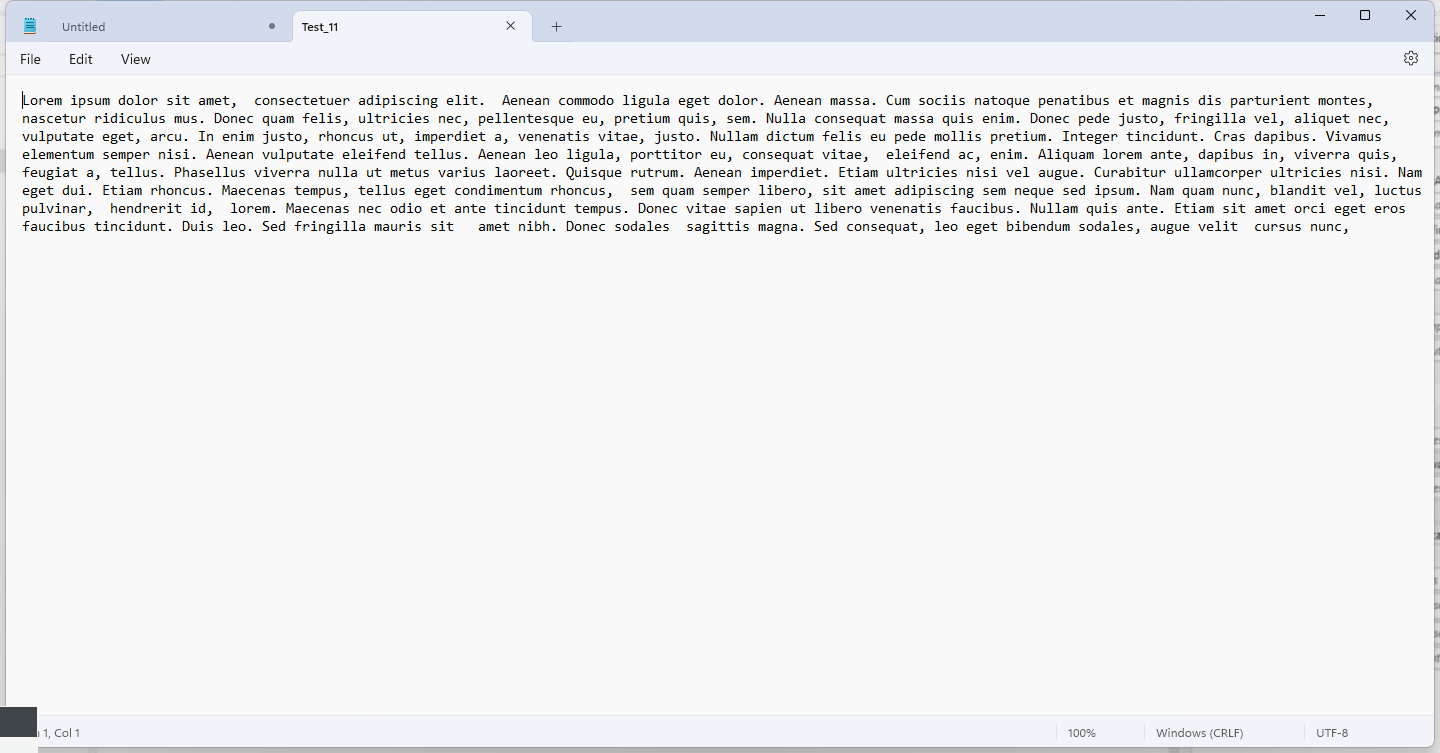 Untitled
Test_11
File Edit View
Lorem ipsum dolor sit amet,  consectetuer adipiscing elit.  Aenean commodo ligula eget dolor. Aenean massa. Cum sociis natoque penatibus et magnis dis parturient montes,
nascetur ridiculus mus. Donec quam felis, ultricies nec, pellentesque eu, pretium quis, sem. Nulla consequat massa quis enim. Donec pede justo, fringilla vel, aliquet nec,
vulputate eget, arcu. In enim justo, rhoncus ut, imperdiet a, venenatis vitae, justo. Nullam dictum felis eu pede mollis pretium. Integer tincidunt. Cras dapibus. Vivamus
elementum semper nisi. Aenean vulputate eleifend tellus. Aenean leo ligula, porttitor eu, consequat vitae,  eleifend ac, enim. Aliquam lorem ante, dapibus in, viverra quis,
feugiat a, tellus. Phasellus viverra nulla ut metus varius laoreet. Quisque rutrum. Aenean imperdiet. Etiam ultricies nisi vel augue. Curabitur ullamcorper ultricies nisi. Nam
eget dui. Etiam rhoncus. Maecenas tempus, tellus eget condimentum rhoncus,  sem quam semper libero, sit amet adipiscing sem neque sed ipsum. Nam quam nunc, blandit vel, luctus
pulvinar,  hendrerit id,  lorem. Maecenas nec odio et ante tincidunt tempus. Donec vitae sapien ut libero venenatis faucibus. Nullam quis ante. Etiam sit amet orci eget eros
faucibus tincidunt. Duis leo. Sed fringilla mauris sit   amet nibh. Donec sodales  sagittis magna. Sed consequat, leo eget bibendum sodales, augue velit  cursus nunc,
1, Col 1 100% Windows (CRLF) UTF-8